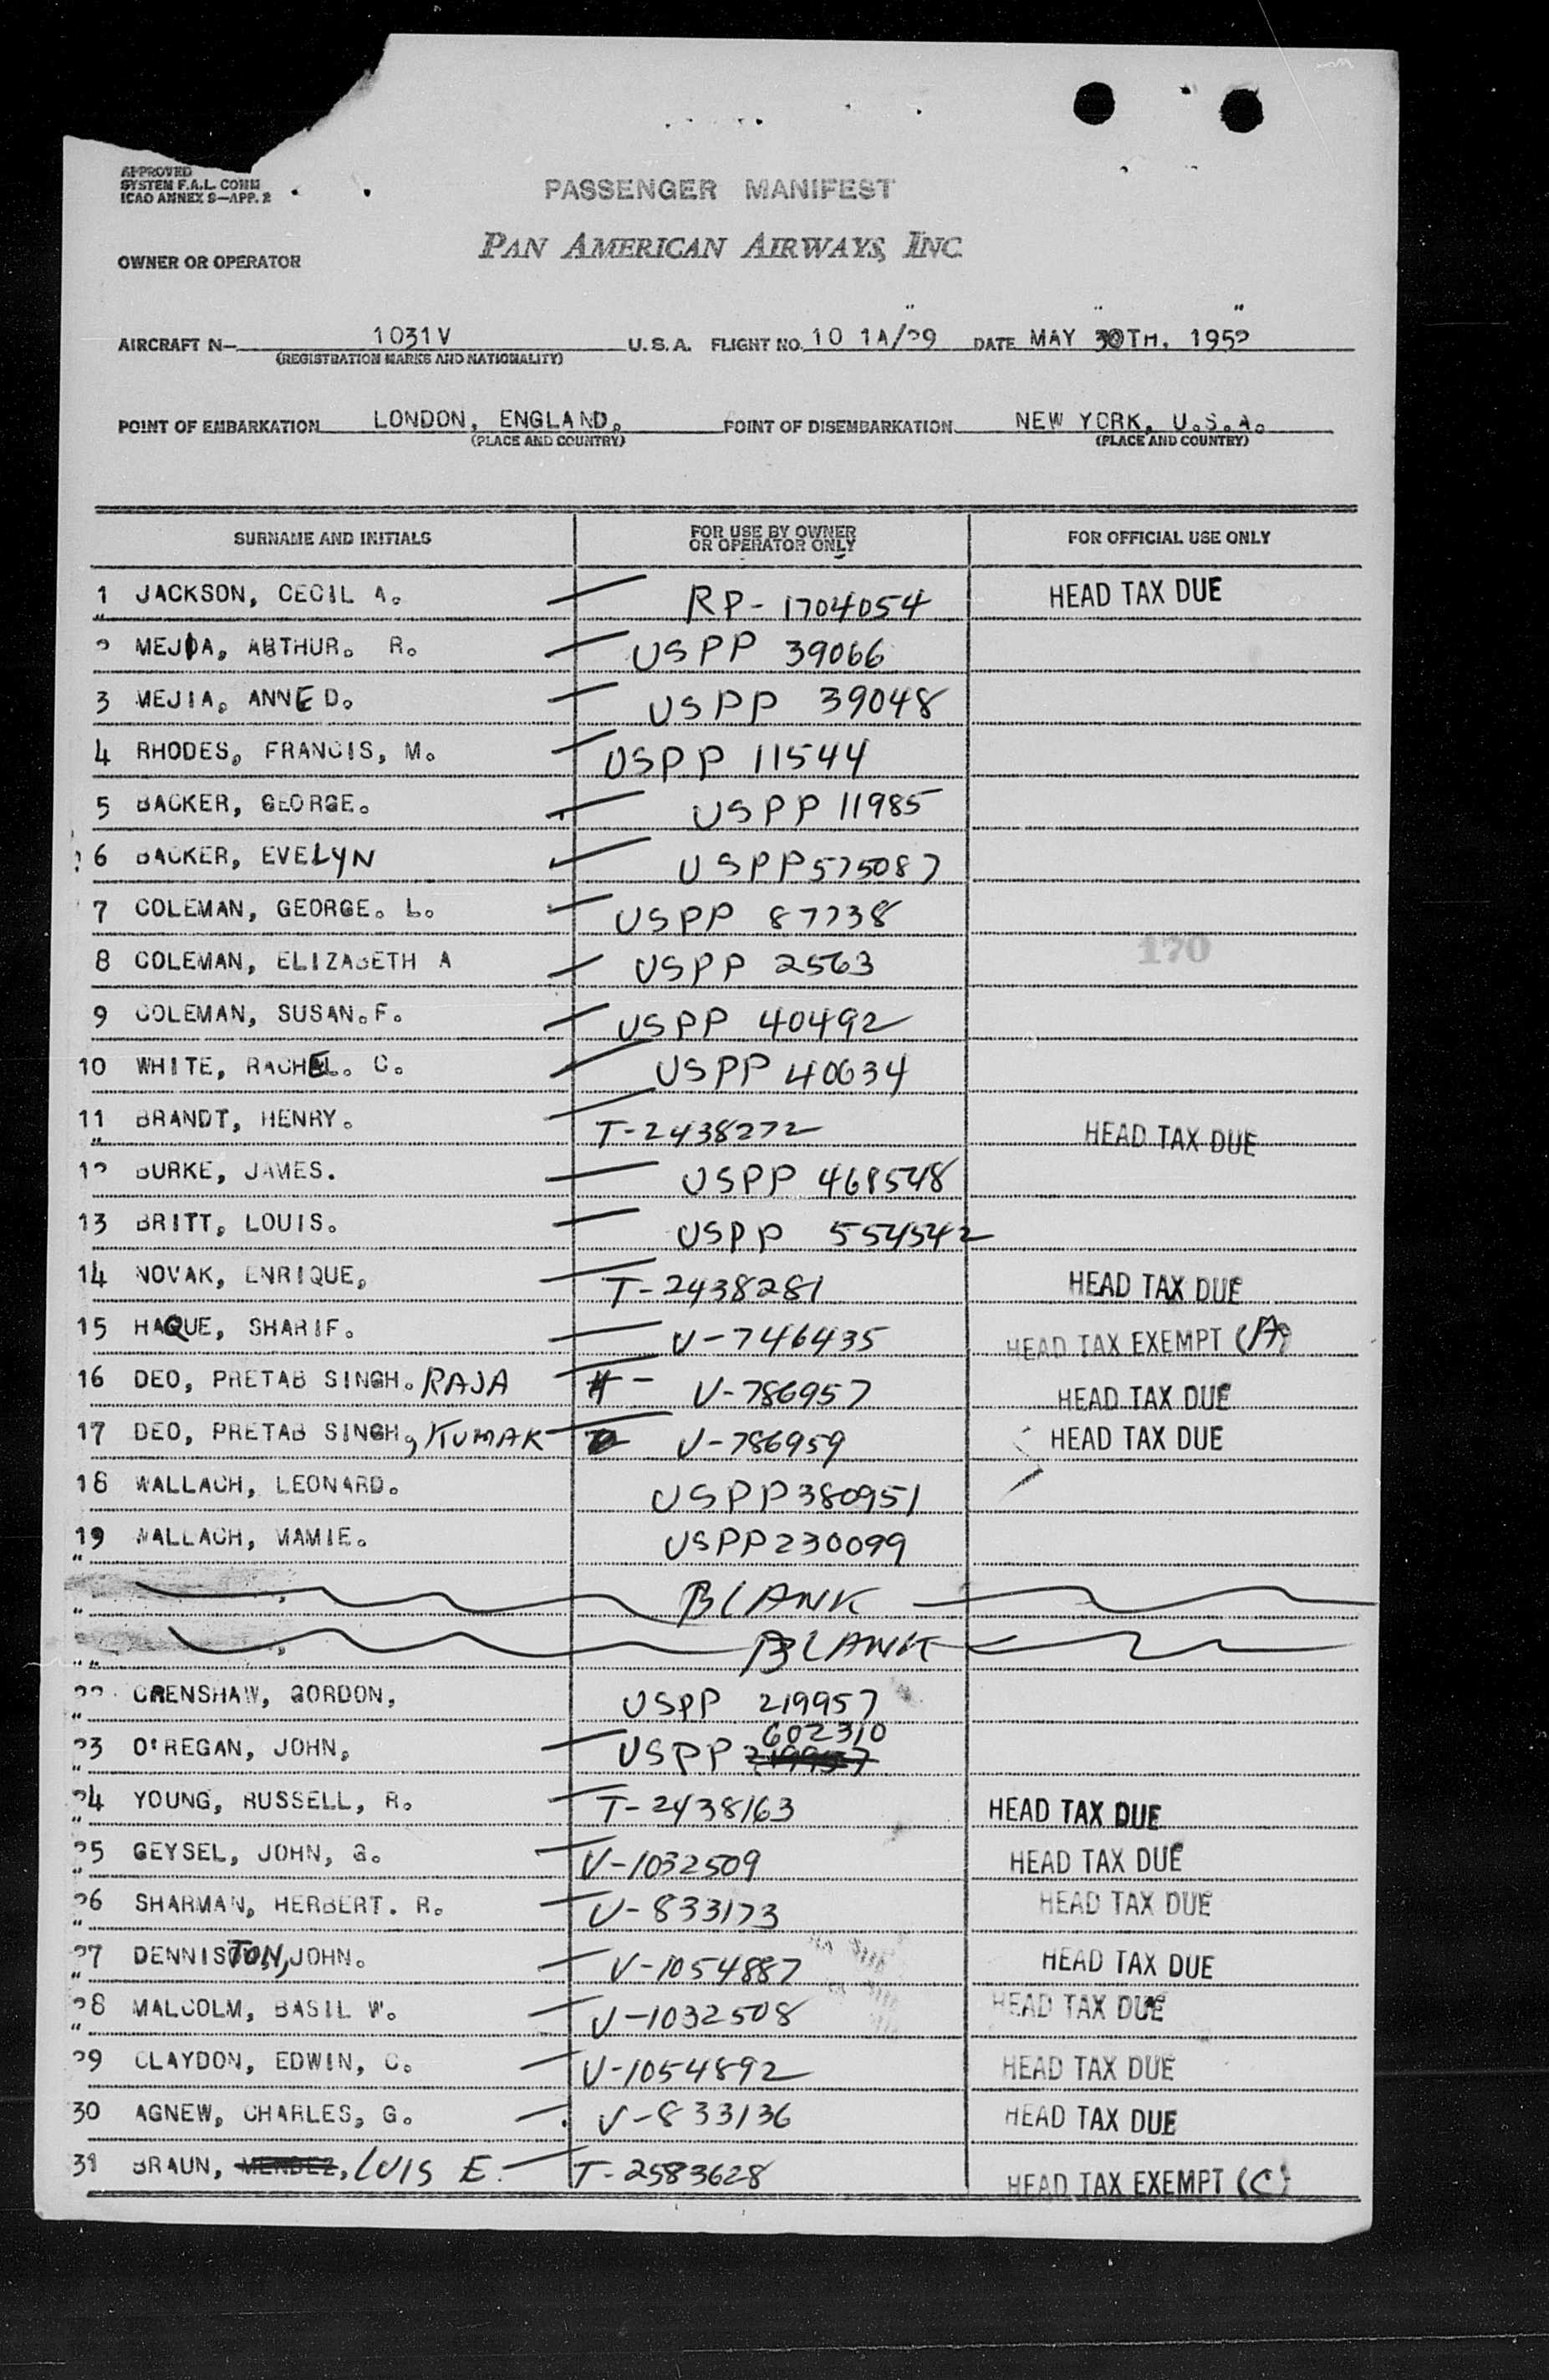 APPROVED
SYSTEM F.A.L. COMM
ICAO ANNEX 9—APP. 2
PASSENGER MANIFEST
OWNER OR OPERATOR PAN AMERICAN AIRWAYS, INC.
AIRCRAFT N— 1031V U.S.A. FLIGHT NO. 10 1A/29 DATE MAY 30TH, 1952
(REGISTRATION MARKS AND NATIONALITY)
POINT OF EMBARKATION LONDON, ENGLAND. POINT OF DISEMBARKATION NEW YORK, U.S.A.
(PLACE AND COUNTRY) (PLACE AND COUNTRY)
SURNAME AND INITIALS FOR USE BY OWNER OR OPERATOR ONLY FOR OFFICIAL USE ONLY
1 JACKSON, CECIL A. RP- 1704054 HEAD TAX DUE
2 MEJIA, ARTHUR. R. USPP 39066
3 MEJIA, ANNE D. USPP 39048
4 RHODES, FRANCIS, M. USPP 11544
5 BACKER, GEORGE. USPP 11985
6 BACKER, EVELYN USPP 575087
7 COLEMAN, GEORGE. L. USPP 87738
8 COLEMAN, ELIZABETH A USPP 2563 170
9 COLEMAN, SUSAN.F. USPP 40492
10 WHITE, RACHEL. C. USPP 40634
11 BRANDT, HENRY. T-2438272 HEAD TAX DUE
12 BURKE, JAMES. USPP 468548
13 BRITT, LOUIS. USPP 554542
14 NOVAK, ENRIQUE, T-2438281 HEAD TAX DUE
15 HAQUE, SHARIF. V-746435 HEAD TAX EXEMPT (A)
16 DEO, PRETAB SINGH. RAJA V-786957 HEAD TAX DUE
17 DEO, PRETAB SINGH, KUMAR V-786959 HEAD TAX DUE
18 WALLACH, LEONARD. USPP 380951
19 WALLACH, MAMIE. USPP 230099
BLANK
BLANK
22 CRENSHAW, GORDON, USPP 219957
23 O'REGAN, JOHN, USPP 219957 602310
24 YOUNG, RUSSELL, R. T-2438163 HEAD TAX DUE
25 GEYSEL, JOHN, G. V-1032509 HEAD TAX DUE
26 SHARMAN, HERBERT. R. V-833173 HEAD TAX DUE
27 DENNISTON, JOHN. V-1054887 HEAD TAX DUE
28 MALCOLM, BASIL W. V-1032508 HEAD TAX DUE
29 CLAYDON, EDWIN, C. V-1054892 HEAD TAX DUE
30 AGNEW, CHARLES, G. V-833136 HEAD TAX DUE
31 BRAUN, MENDEZ, LUIS E. T-2583628 HEAD TAX EXEMPT (C)